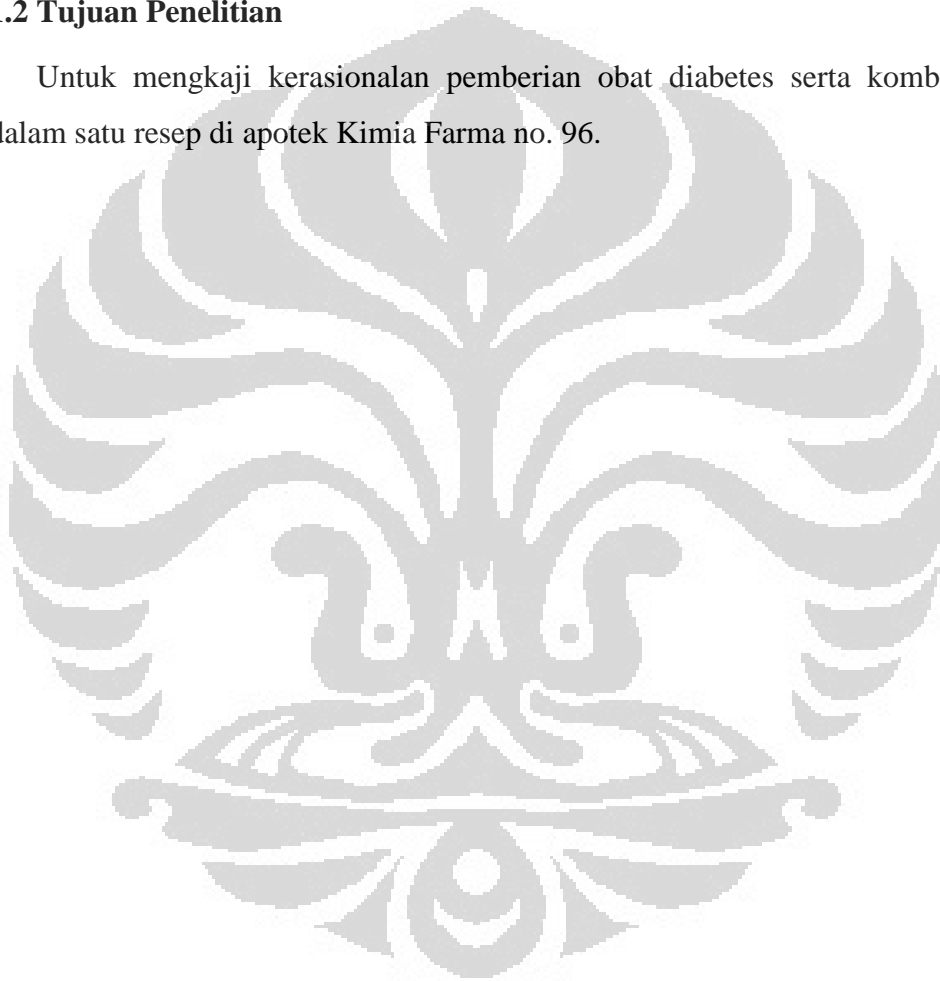 .2 Tujuan Penelitian
Untuk mengkaji kerasionalan pemberian obat diabetes serta komb
dalam satu resep di apotek Kimia Farma no. 96.